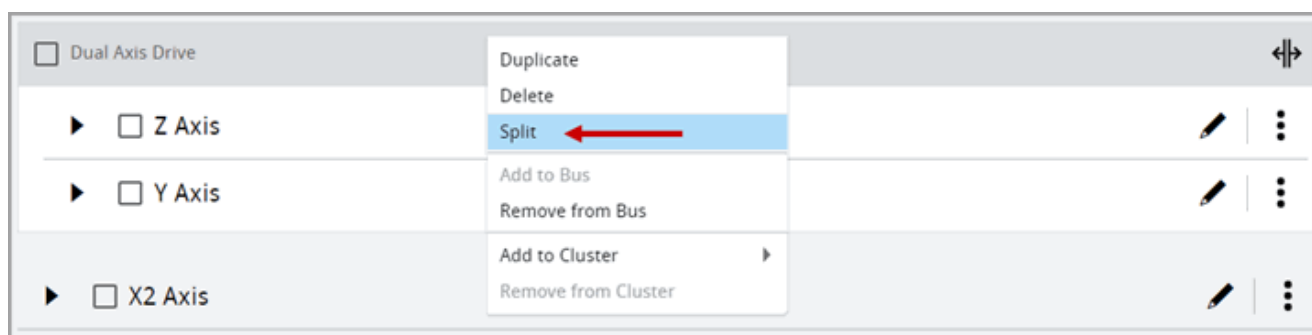 Dual Axis Drive
Duplicate
Delete
Split
Z Axis
Add to Bus
Y Axis
Remove from Bus
Add to Cluster
X2 Axis
Remove from Cluster